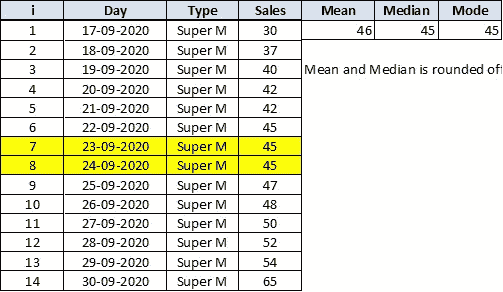 i Day Type Sales Mean Median Mode
1 17-09-2020 Super M 30 46 45 45
2 18-09-2020 Super M 37
3 19-09-2020 Super M 40 Mean and Median is rounded off
4 20-09-2020 Super M 42
5 21-09-2020 Super M 42
6 22-09-2020 Super M 45
7 23-09-2020 Super M 45
8 24-09-2020 Super M 45
9 25-09-2020 Super M 47
10 26-09-2020 Super M 48
11 27-09-2020 Super M 50
12 28-09-2020 Super M 52
13 29-09-2020 Super M 54
14 30-09-2020 Super M 65